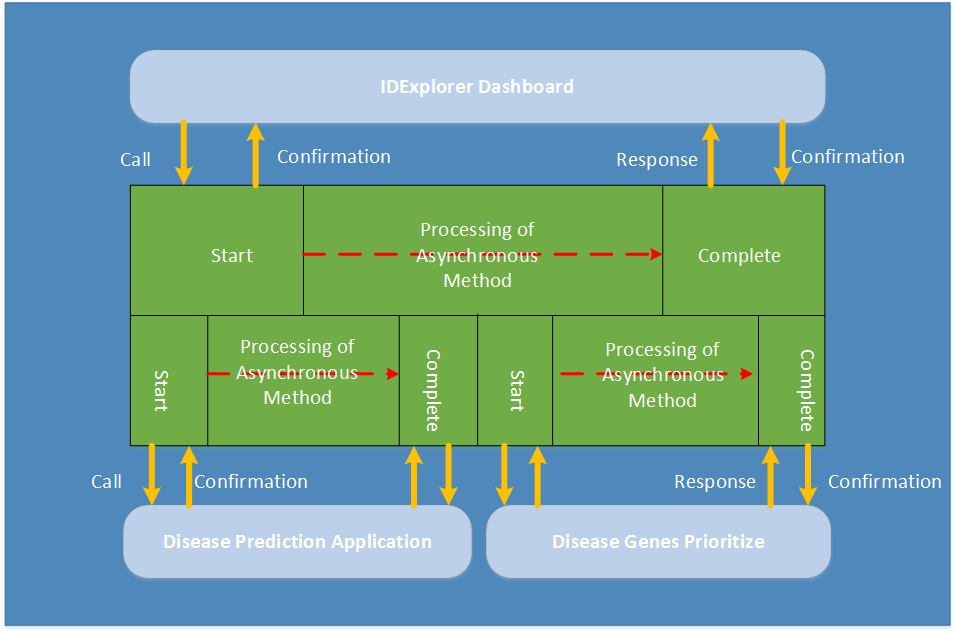 IDExplorer Dashboard
Call
Confirmation
Response
Confirmation
Start
Processing of
Asynchronous
Method
Complete
Start
Processing of
Asynchronous
Method
Complete
Start
Processing of
Asynchronous
Method
Complete
Call
Confirmation
Response
Confirmation
Disease Prediction Application
Disease Genes Prioritize